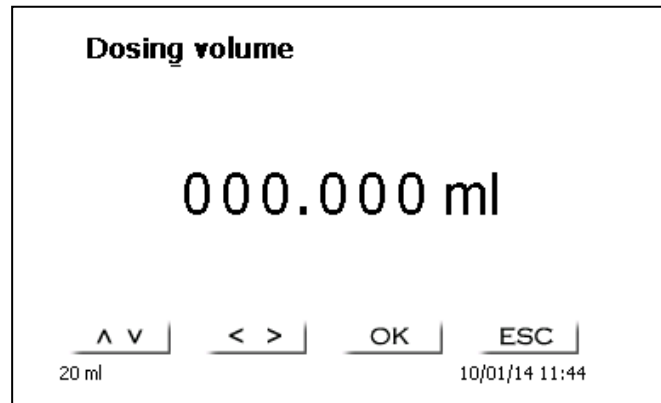 Dosing volume
000.000 ml
∧ ∨ < > OK ESC
20 ml 10/01/14 11:44